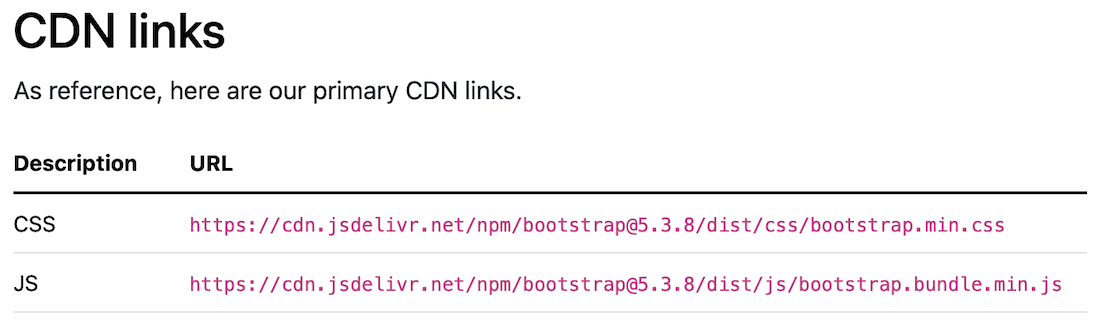 CDN links
As reference, here are our primary CDN links.
Description URL
CSS https://cdn.jsdelivr.net/npm/bootstrap@5.3.8/dist/css/bootstrap.min.css
JS https://cdn.jsdelivr.net/npm/bootstrap@5.3.8/dist/js/bootstrap.bundle.min.js